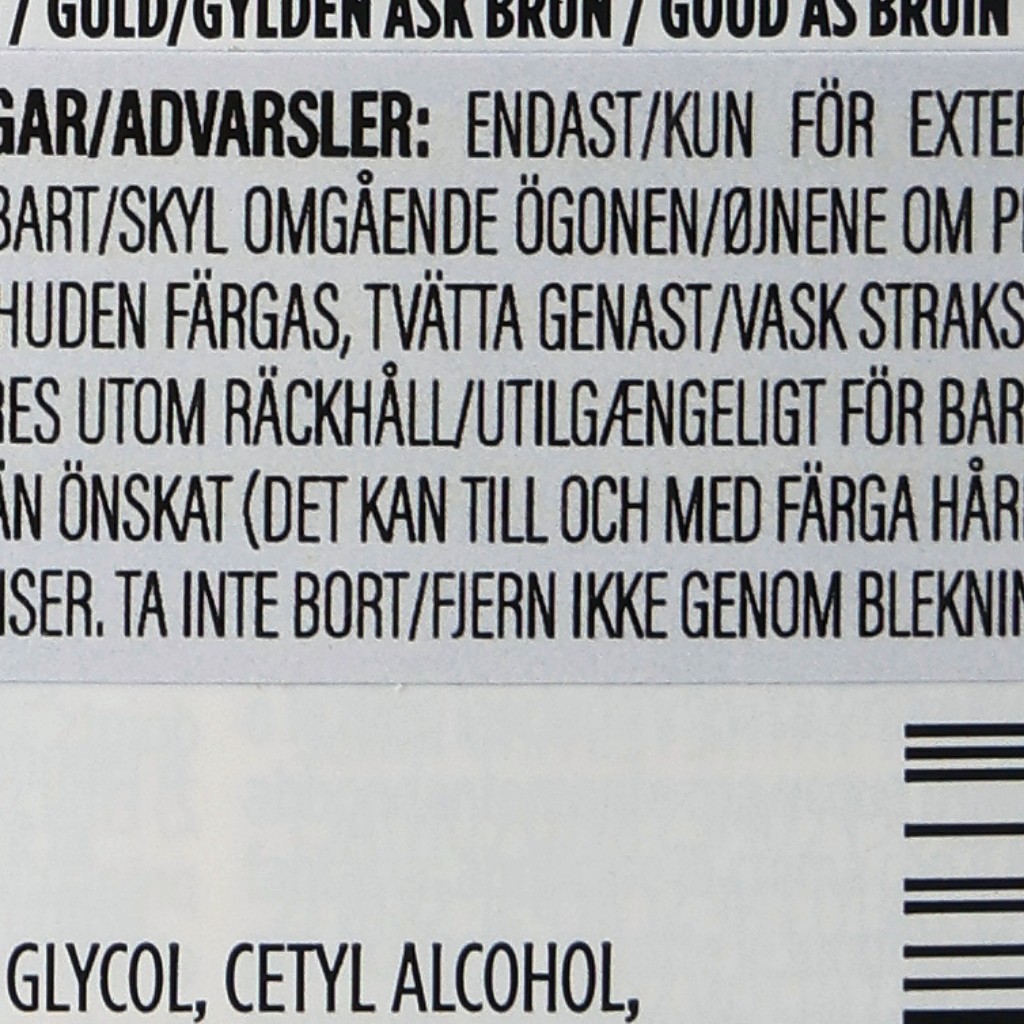 / GULD/GYLDEN ASK BRUN / GOUD AS BRUIN
GAR/ADVARSLER: ENDAST/KUN FÖR EXTER
BART/SKYL OMGÅENDE ÖGONEN/ØJNENE OM P
HUDEN FÄRGAS, TVÄTTA GENAST/VASK STRAKS
RES UTOM RÄCKHÅLL/UTILGÆNGELIGT FÖR BAR
ÄN ÖNSKAT (DET KAN TILL OCH MED FÄRGA HÅR
ISER. TA INTE BORT/FJERN IKKE GENOM BLEKNIN
GLYCOL, CETYL ALCOHOL,